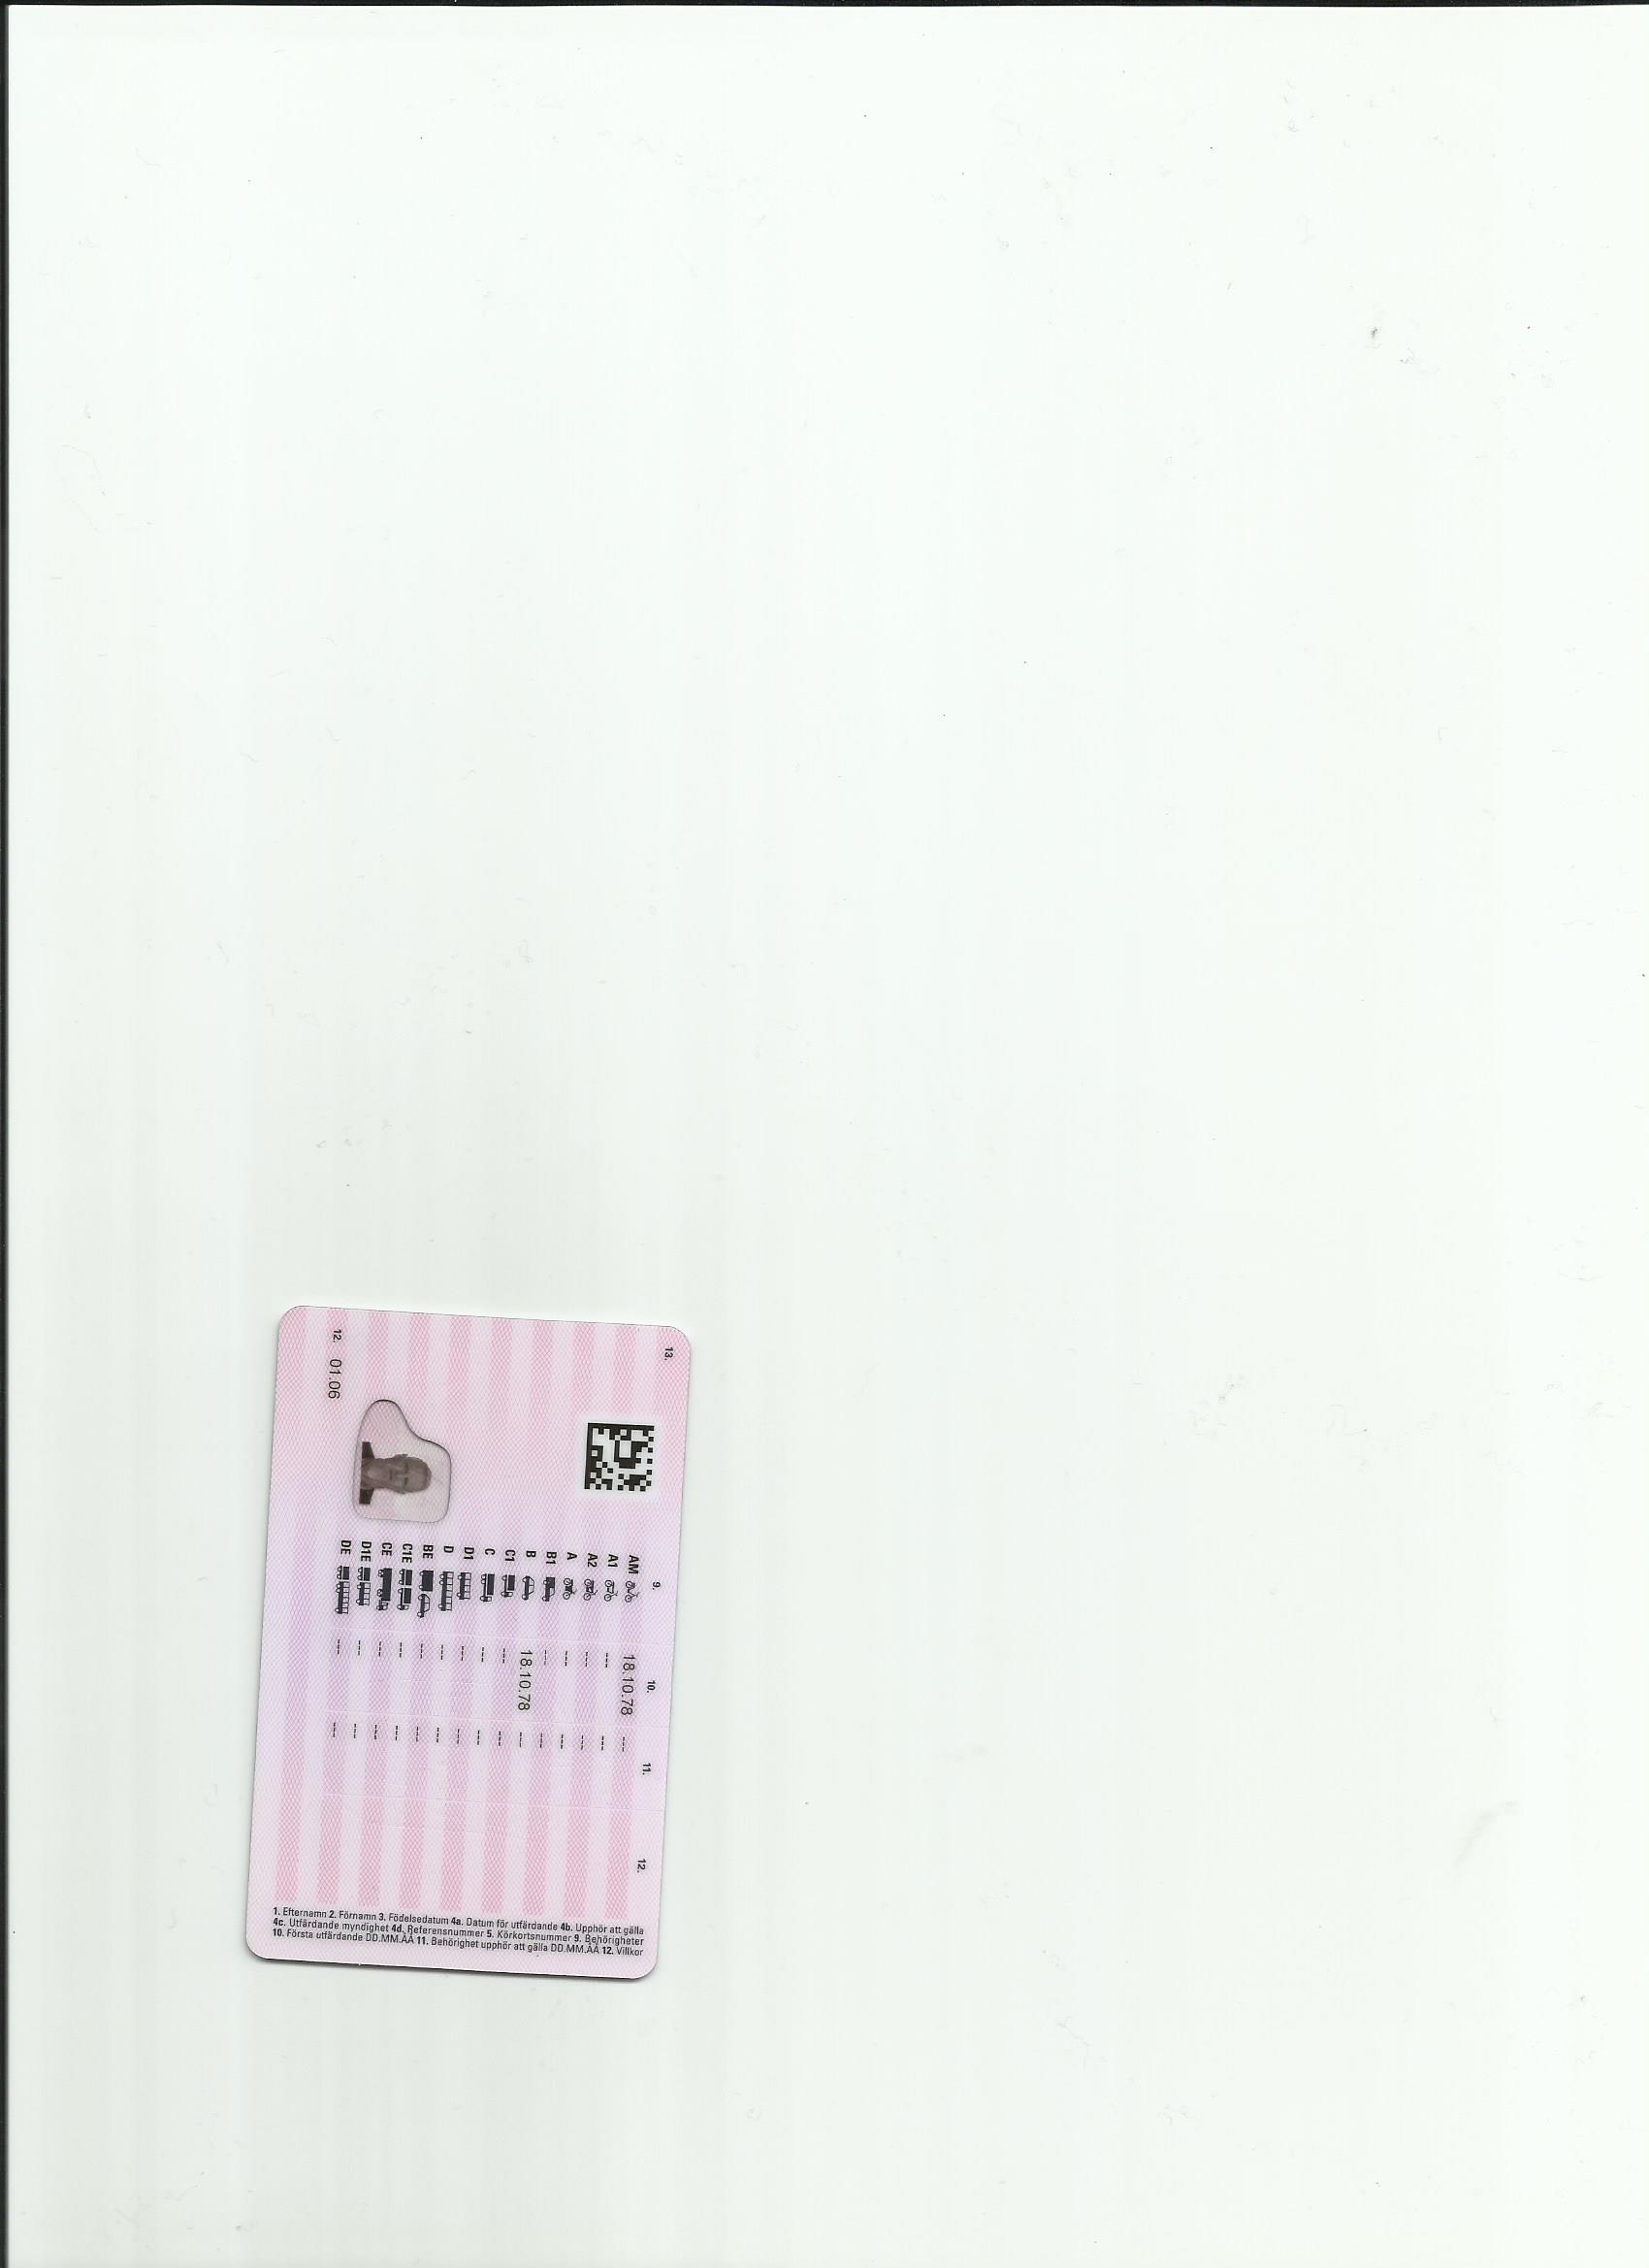 13.
12. 01.06
9. 10. 11. 12.
AM 18.10.78 ---
A1 --- ---
A2 --- ---
A --- ---
B1 --- ---
B 18.10.78 ---
C1 --- ---
C --- ---
D1 --- ---
D --- ---
BE --- ---
C1E --- ---
CE --- ---
D1E --- ---
DE --- ---
1. Efternamn 2. Förnamn 3. Födelsedatum 4a. Datum för utfärdande 4b. Upphör att gälla
4c. Utfärdande myndighet 4d. Referensnummer 5. Körkortsnummer 9. Behörigheter
10. Första utfärdande DD.MM.ÅÅ 11. Behörighet upphör att gälla DD.MM.ÅÅ 12. Villkor